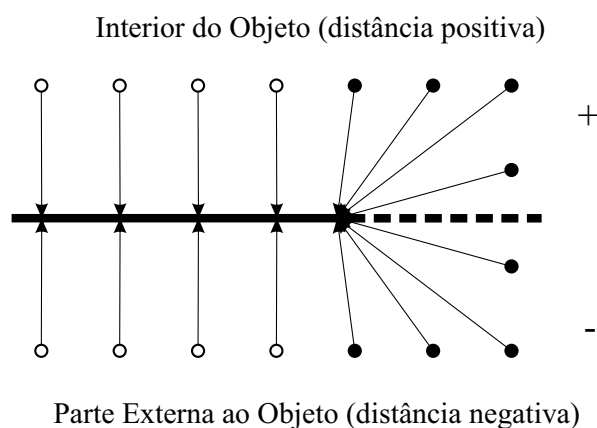 Interior do Objeto (distância positiva)
+
-
Parte Externa ao Objeto (distância negativa)